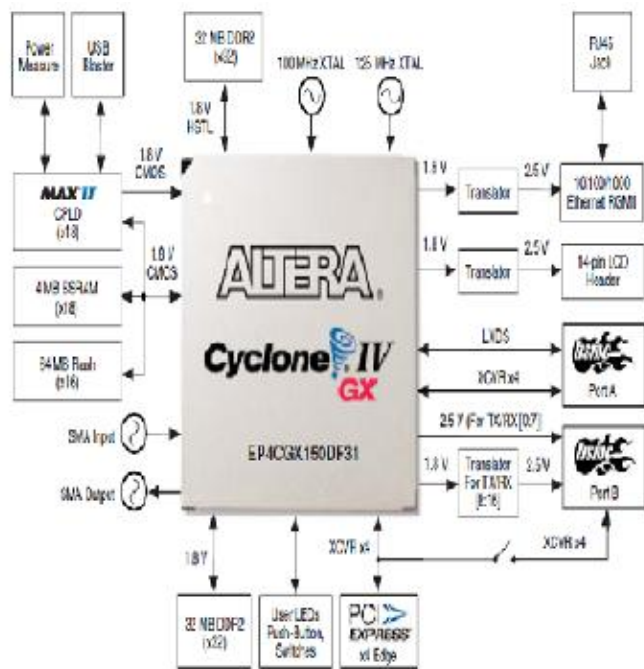 Power
Measure
USB
Blaster
32 MB DDR2
(x32)
100 MHz XTAL
125 MHz XTAL
RJ45
Jack
1.8 V
HSTL
1.8 V
CMOS
MAX II
CPLD
(x18)
1.8 V
Translator
2.5 V
10/100/1000
Ethernet RGMII
1.8 V
CMOS
ALTERA®
1.8 V
Translator
2.5 V
14-pin LCD
Header
4 MB SSRAM
(x18)
Cyclone IV
GX
LVDS
XCVR x4
HSMC
Port A
64 MB Flash
(x16)
SMA Input
EP4CGX150DF31
2.5 V (For TX/RX [0:7]
1.8 V
Translator
For TX/RX
[8:16]
2.5 V
HSMC
Port B
SMA Output
1.8 V
XCVR x4
XCVR x4
32 MB DDR2
(x32)
User LEDs
Push-Button,
Switches
PCI
EXPRESS®
x4 Edge